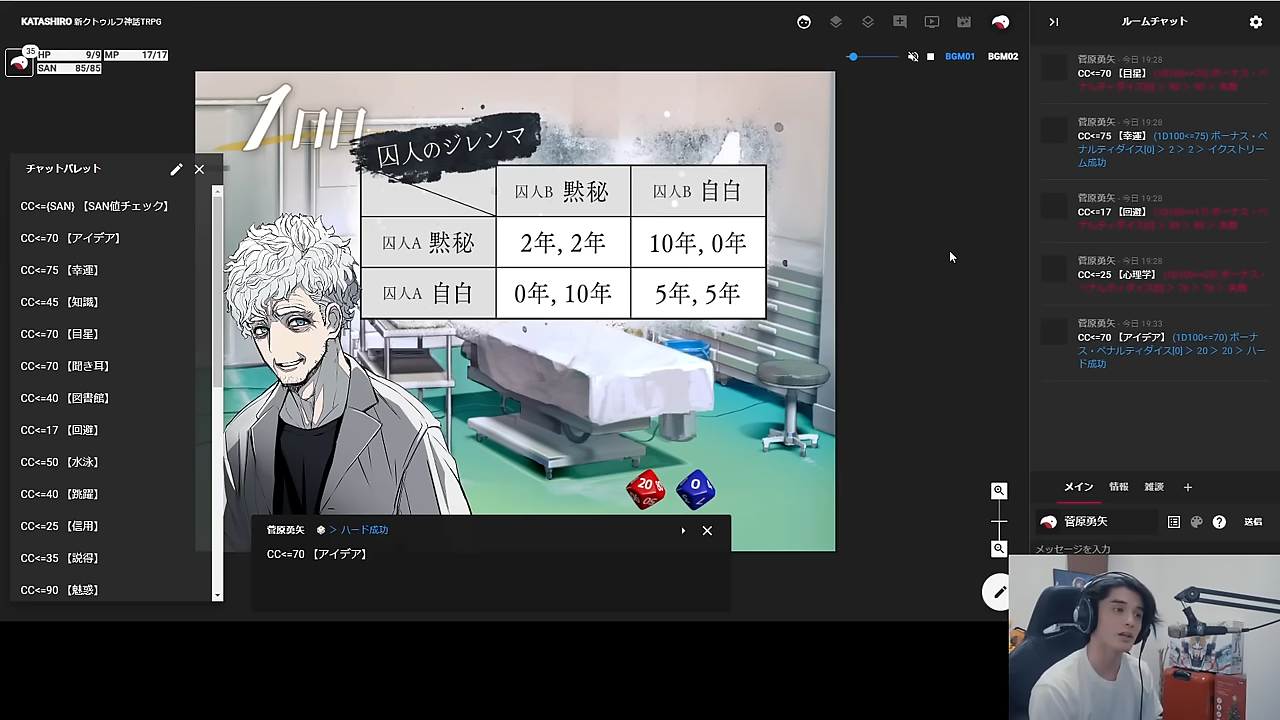 KATASHIRO 新クトゥルフ神話TRPG
35
HP 9/9 MP 17/17
SAN 85/85
BGM01 BGM02
1日目
囚人のジレンマ
囚人B 黙秘 囚人B 自白
囚人A 黙秘 2年, 2年 10年, 0年
囚人A 自白 0年, 10年 5年, 5年
チャットパレット
CC<={SAN} 【SAN値チェック】
CC<=70 【アイデア】
CC<=75 【幸運】
CC<=45 【知識】
CC<=70 【目星】
CC<=70 【聞き耳】
CC<=40 【図書館】
CC<=17 【回避】
CC<=50 【水泳】
CC<=40 【跳躍】
CC<=25 【信用】
CC<=35 【説得】
CC<=90 【魅惑】
20
0
菅原勇矢 > ハード成功
CC<=70 【アイデア】
ルームチャット
菅原勇矢 - 今日 19:28
CC<=70 【目星】
菅原勇矢 - 今日 19:28
CC<=75 【幸運】 (1D100<=75) ボーナス・ペ
ナルティダイス[0] > 2 > 2 > イクストリー
ム成功
菅原勇矢 - 今日 19:28
CC<=17 【回避】
菅原勇矢 - 今日 19:28
CC<=25 【心理学】
菅原勇矢 - 今日 19:33
CC<=70 【アイデア】 (1D100<=70) ボーナ
ス・ペナルティダイス[0] > 20 > 20 > ハー
ド成功
メイン 情報 雑談
菅原勇矢 送信
メッセージを入力